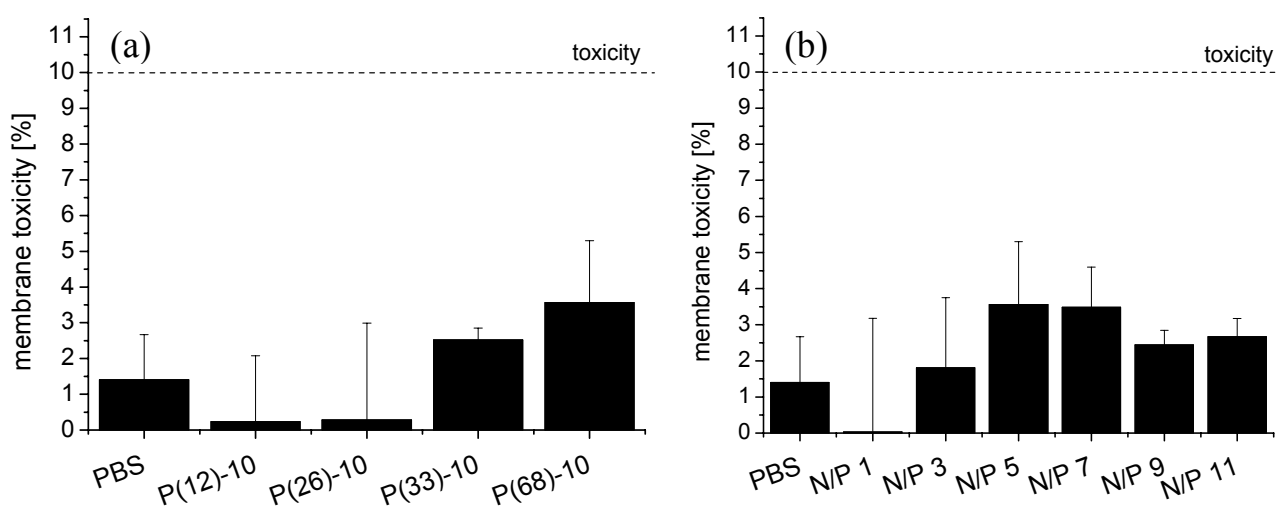 (a)
toxicity
membrane toxicity [%]
11
10
9
8
7
6
5
4
3
2
1
0
PBS
P(12)-10
P(26)-10
P(33)-10
P(68)-10
(b)
toxicity
membrane toxicity [%]
11
10
9
8
7
6
5
4
3
2
1
0
PBS
N/P 1
N/P 3
N/P 5
N/P 7
N/P 9
N/P 11